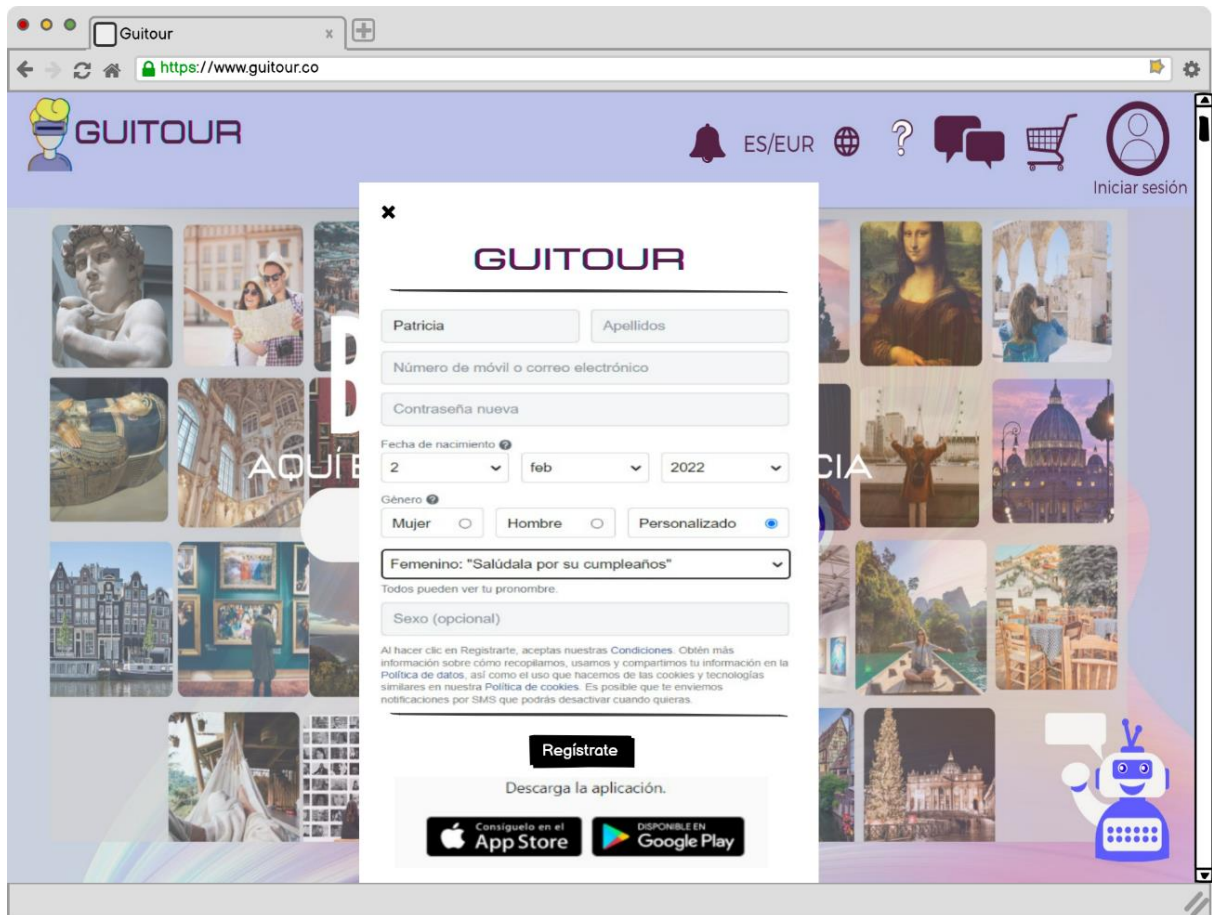 Guitour
https://www.guitour.co
GUITOUR
ES/EUR
?
Iniciar sesión
GUITOUR
Patricia
Apellidos
Número de móvil o correo electrónico
Contraseña nueva
Fecha de nacimiento
2
feb
2022
Género
Mujer
Hombre
Personalizado
AQUÍ E
CIA
Femenino: "Salúdala por su cumpleaños"
Todos pueden ver tu pronombre.
Sexo (opcional)
Al hacer clic en Registrarte, aceptas nuestras Condiciones. Obtén más
información sobre cómo recopilamos, usamos y compartimos tu información en la
Política de datos, así como el uso que hacemos de las cookies y tecnologías
similares en nuestra Política de cookies. Es posible que te enviemos
notificaciones por SMS que podrás desactivar cuando quieras.
Regístrate
Descarga la aplicación.
Consíguelo en el
App Store
DISPONIBLE EN
Google Play